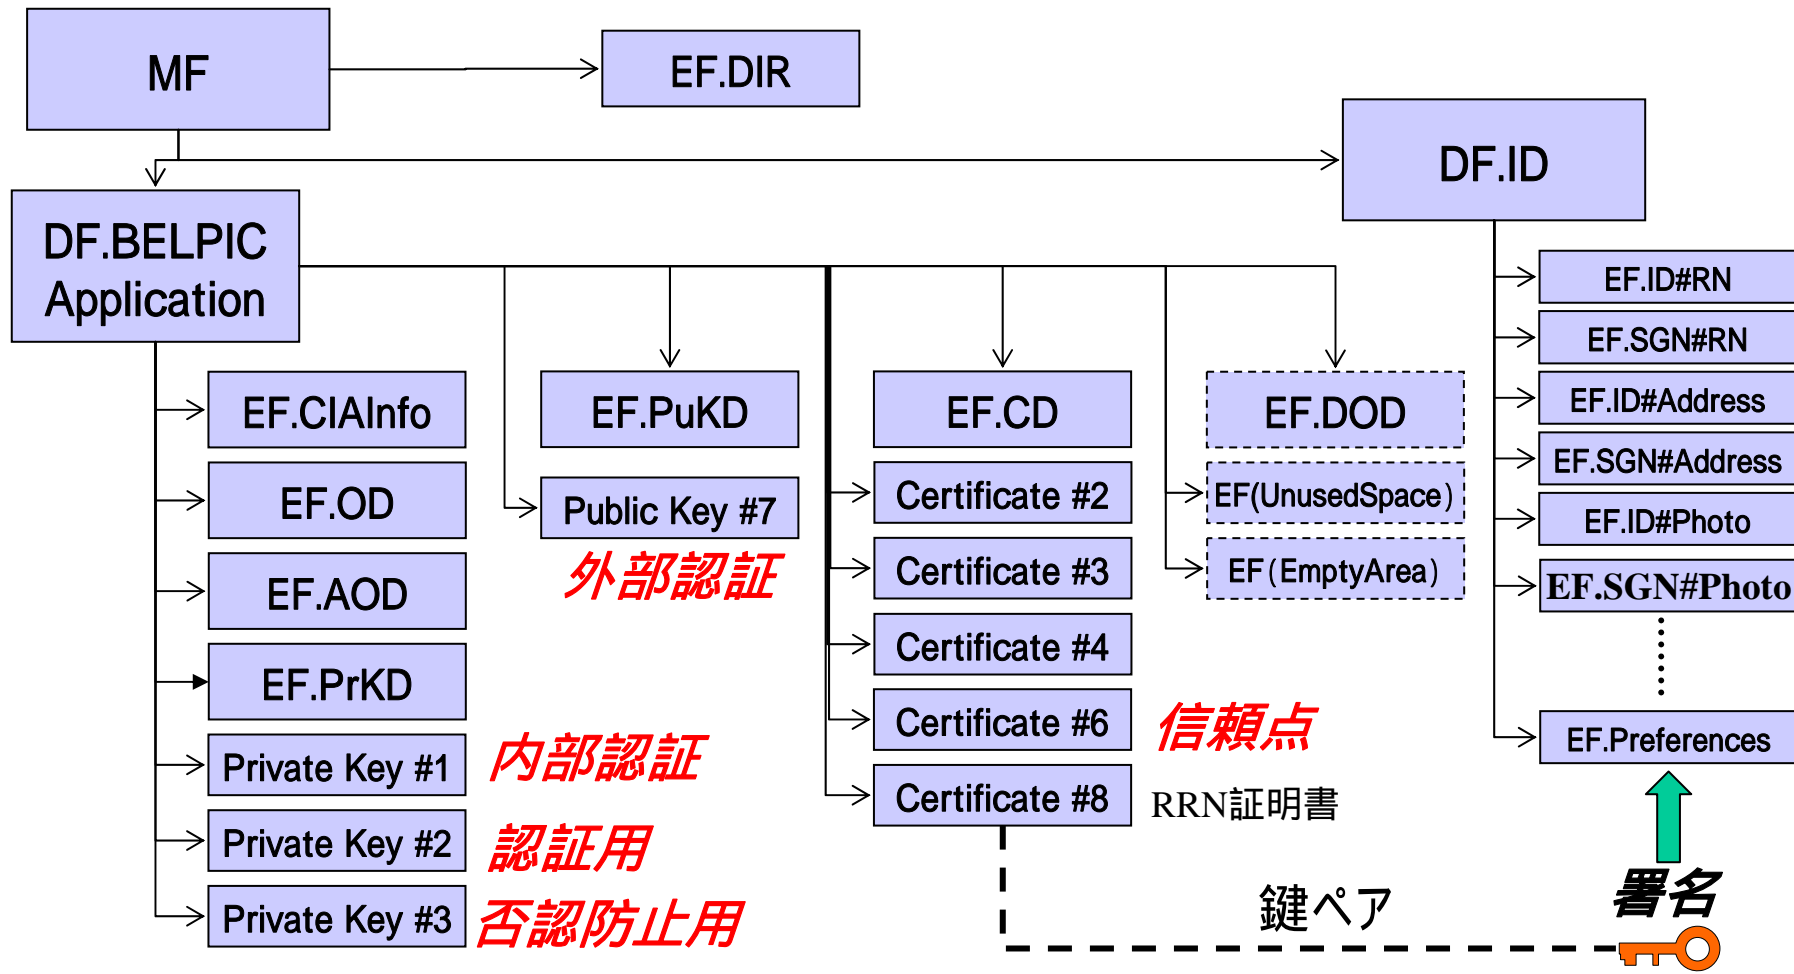 MF
EF.DIR
DF.ID
DF.BELPIC
Application
EF.CIAInfo
EF.OD
EF.AOD
EF.PrKD
Private Key #1
内部認証
Private Key #2
認証用
Private Key #3
否認防止用
EF.PuKD
Public Key #7
外部認証
EF.CD
Certificate #2
Certificate #3
Certificate #4
Certificate #6
信頼点
Certificate #8
RRN証明書
EF.DOD
EF(UnusedSpace)
EF(EmptyArea)
EF.ID#RN
EF.SGN#RN
EF.ID#Address
EF.SGN#Address
EF.ID#Photo
EF.SGN#Photo
EF.Preferences
署名
鍵ペア